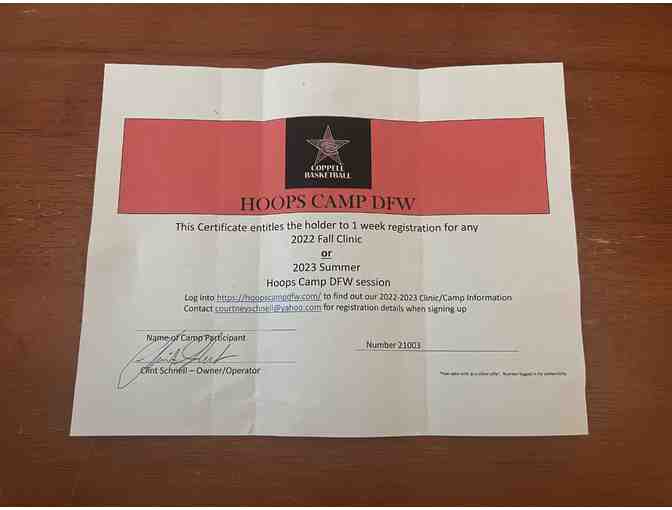 COPPELL
BASKETBALL
HOOPS CAMP DFW
This Certificate entitles the holder to 1 week registration for any
2022 Fall Clinic
or
2023 Summer
Hoops Camp DFW session
Log into https://hoopscampdfw.com/ to find out our 2022-2023 Clinic/Camp Information
Contact courtneyschnell@yahoo.com for registration details when signing up
Name of Camp Participant
Number 21003
Clint Schnell – Owner/Operator